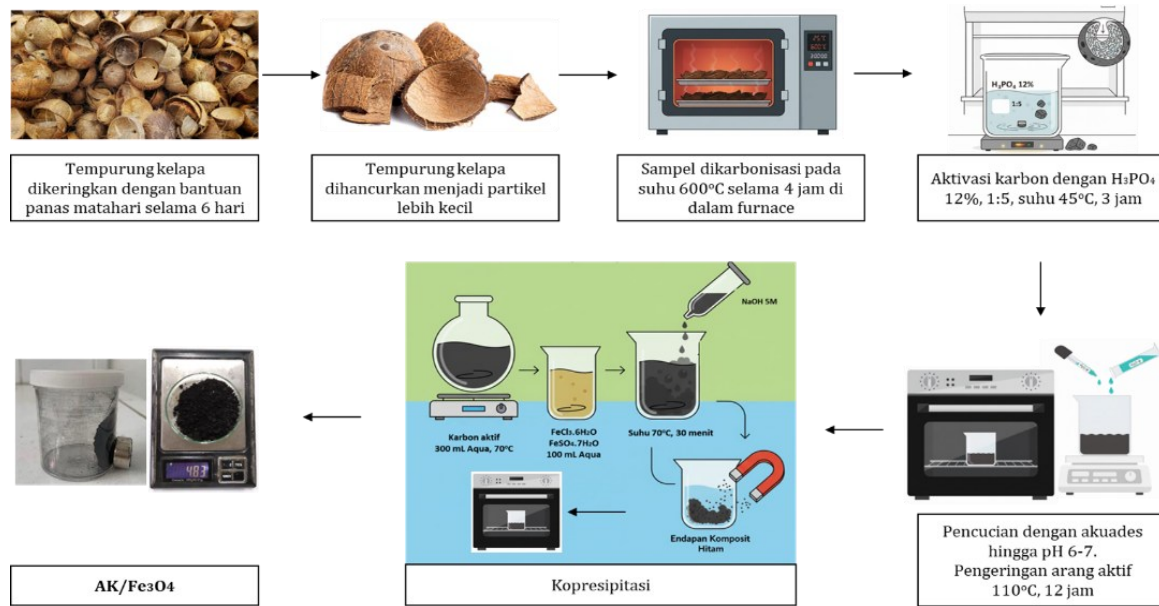 Tempurung kelapa
dikeringkan dengan bantuan
panas matahari selama 6 hari
Tempurung kelapa
dihancurkan menjadi partikel
lebih kecil
Sampel dikarbonisasi pada
suhu 600°C selama 4 jam di
dalam furnace
H₃PO₄ 12%
1:5
Aktivasi karbon dengan H₃PO₄
12%, 1:5, suhu 45°C, 3 jam
Pencucian dengan akuades
hingga pH 6-7.
Pengeringan arang aktif
110°C, 12 jam
NaOH 5M
Karbon aktif
300 mL Aqua, 70°C
FeCl₃.6H₂O
FeSO₄.7H₂O
100 mL Aqua
Suhu 70°C, 30 menit
Endapan Komposit
Hitam
Kopresipitasi
483
AK/Fe₃O₄